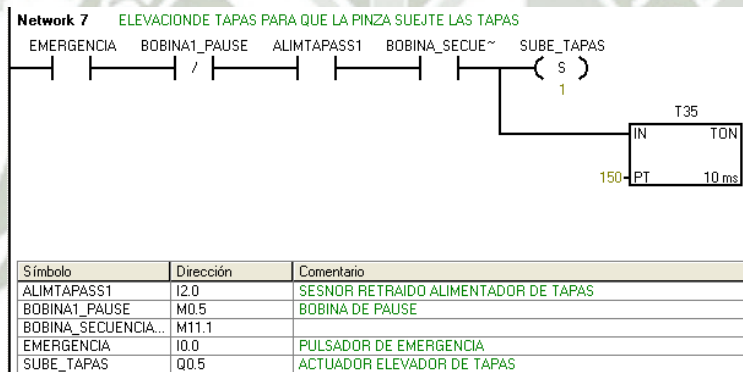 Network 7 ELEVACIONDE TAPAS PARA QUE LA PINZA SUEJTE LAS TAPAS
EMERGENCIA BOBINA1_PAUSE ALIMTAPASS1 BOBINA_SECUE~ SUBE_TAPAS
/ S
1
T35
IN TON
150 PT 10 ms
Símbolo Dirección Comentario
ALIMTAPASS1 I2.0 SESNOR RETRAIDO ALIMENTADOR DE TAPAS
BOBINA1_PAUSE M0.5 BOBINA DE PAUSE
BOBINA_SECUENCIA... M11.1
EMERGENCIA I0.0 PULSADOR DE EMERGENCIA
SUBE_TAPAS Q0.5 ACTUADOR ELEVADOR DE TAPAS